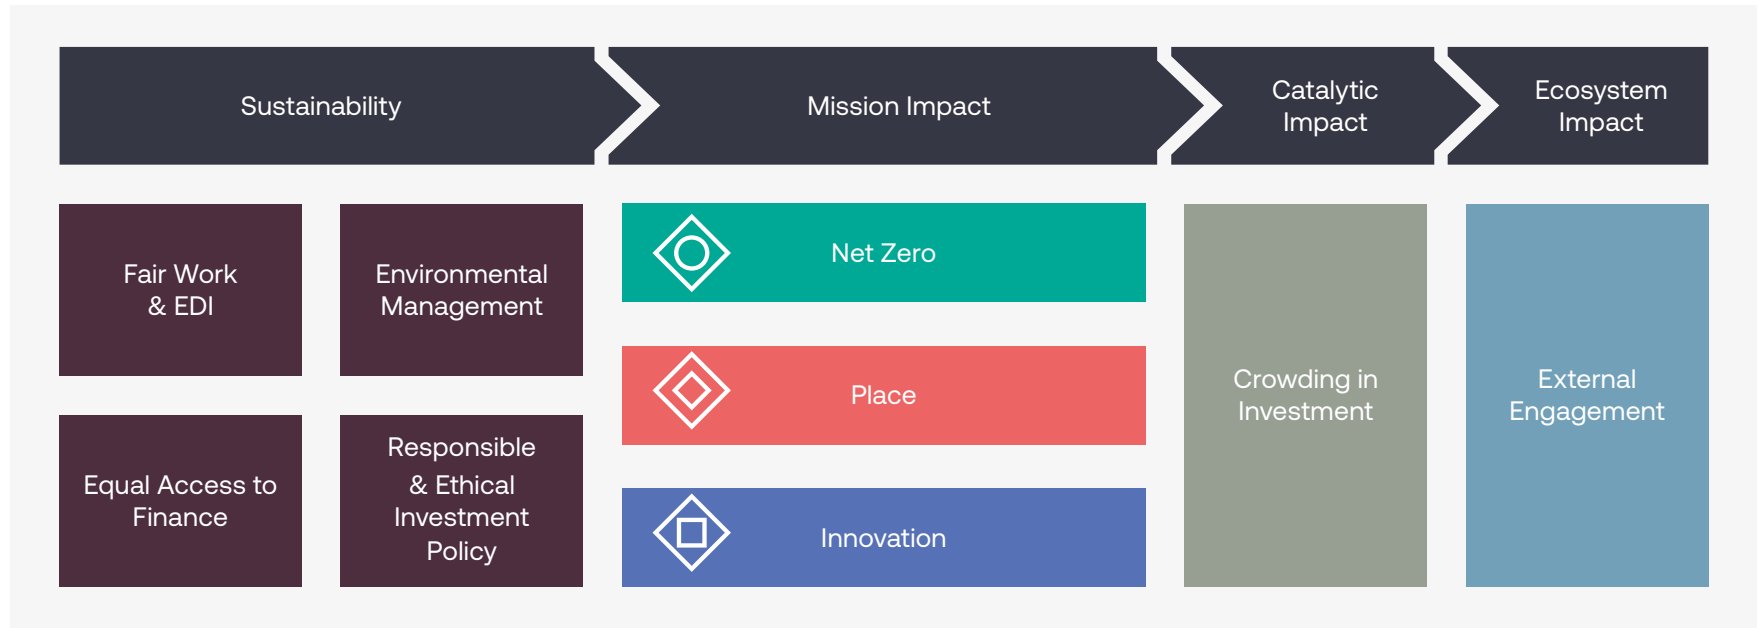 Sustainability
Mission Impact
Catalytic
Impact
Ecosystem
Impact
Fair Work
& EDI
Environmental
Management
Equal Access to
Finance
Responsible
& Ethical
Investment
Policy
Net Zero
Place
Innovation
Crowding in
Investment
External
Engagement